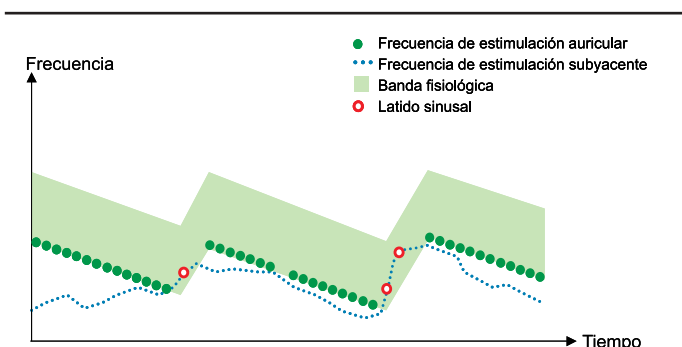 Frecuencia de estimulación auricular
Frecuencia
Frecuencia de estimulación subyacente
Banda fisiológica
Latido sinusal
Tiempo